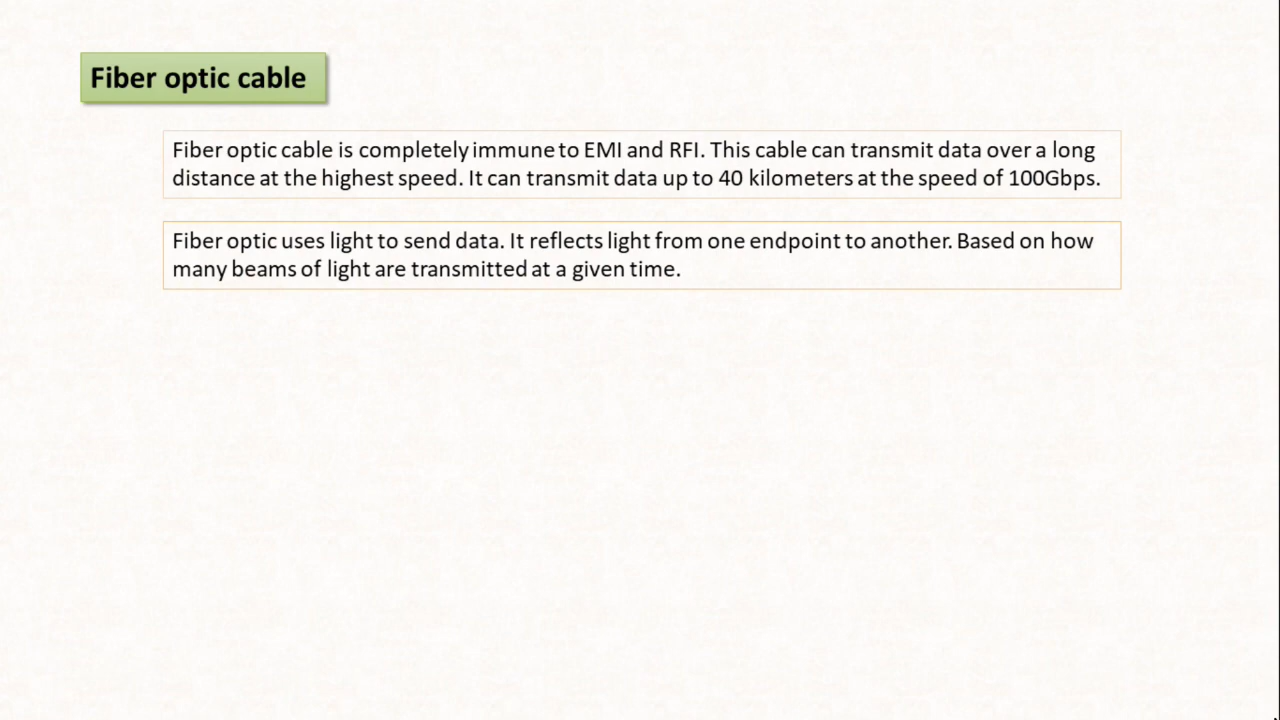 Fiber optic cable
Fiber optic cable is completely immune to EMI and RFI. This cable can transmit data over a long
distance at the highest speed. It can transmit data up to 40 kilometers at the speed of 100Gbps.
Fiber optic uses light to send data. It reflects light from one endpoint to another. Based on how
many beams of light are transmitted at a given time.